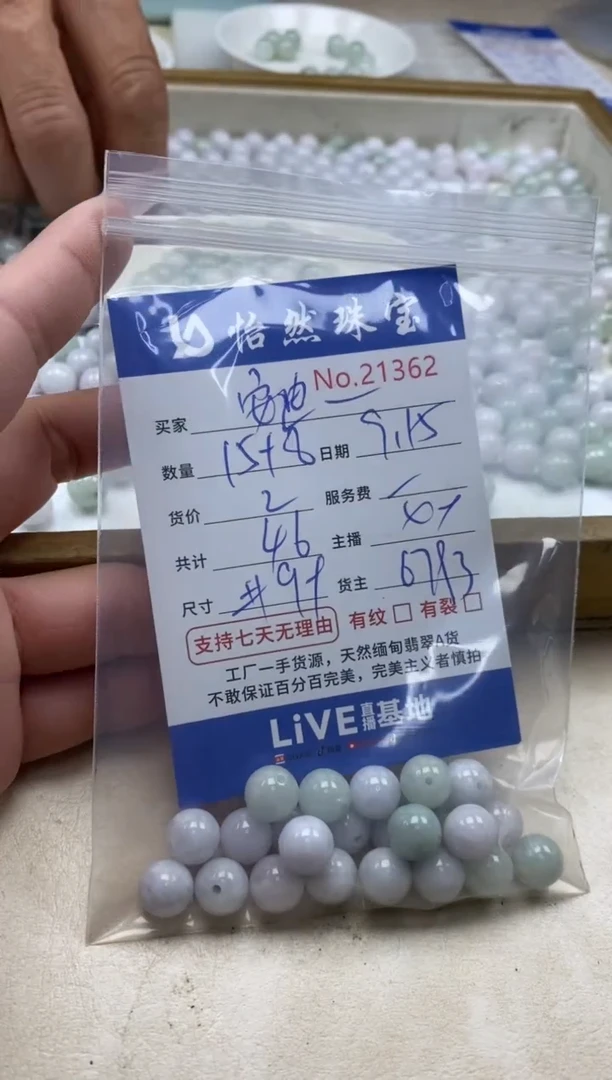 怡然珠宝
No.21362
买家
数量 15+8 日期 9.15
货价 2 服务费
共计 46 主播
尺寸 货主
支持七天无理由 有纹 有裂
工厂一手货源，天然缅甸翡翠A货
不敢保证百分百完美，完美主义者慎拍
LiVE直播基地